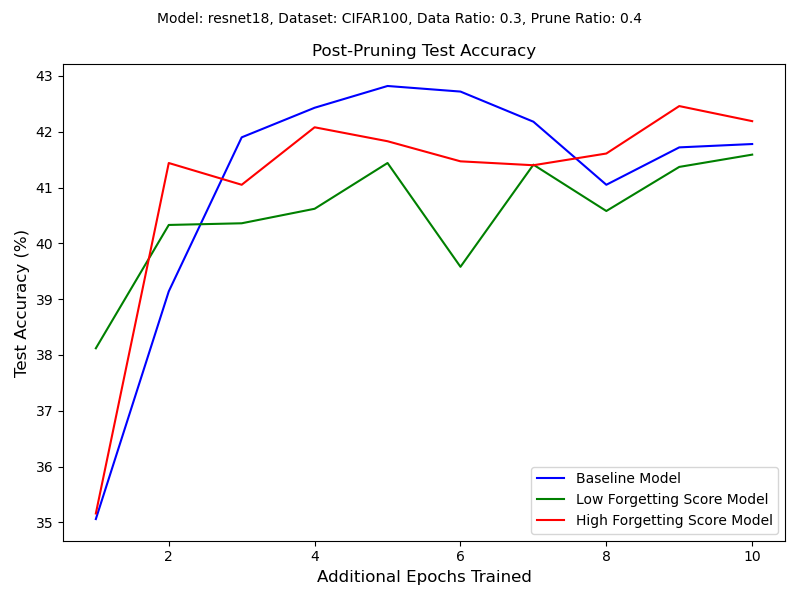 Model: resnet18, Dataset: CIFAR100, Data Ratio: 0.3, Prune Ratio: 0.4
Post-Pruning Test Accuracy
43
42
41
40
39
38
37
36
35
Test Accuracy (%)
2
4
6
8
10
Additional Epochs Trained
Baseline Model
Low Forgetting Score Model
High Forgetting Score Model